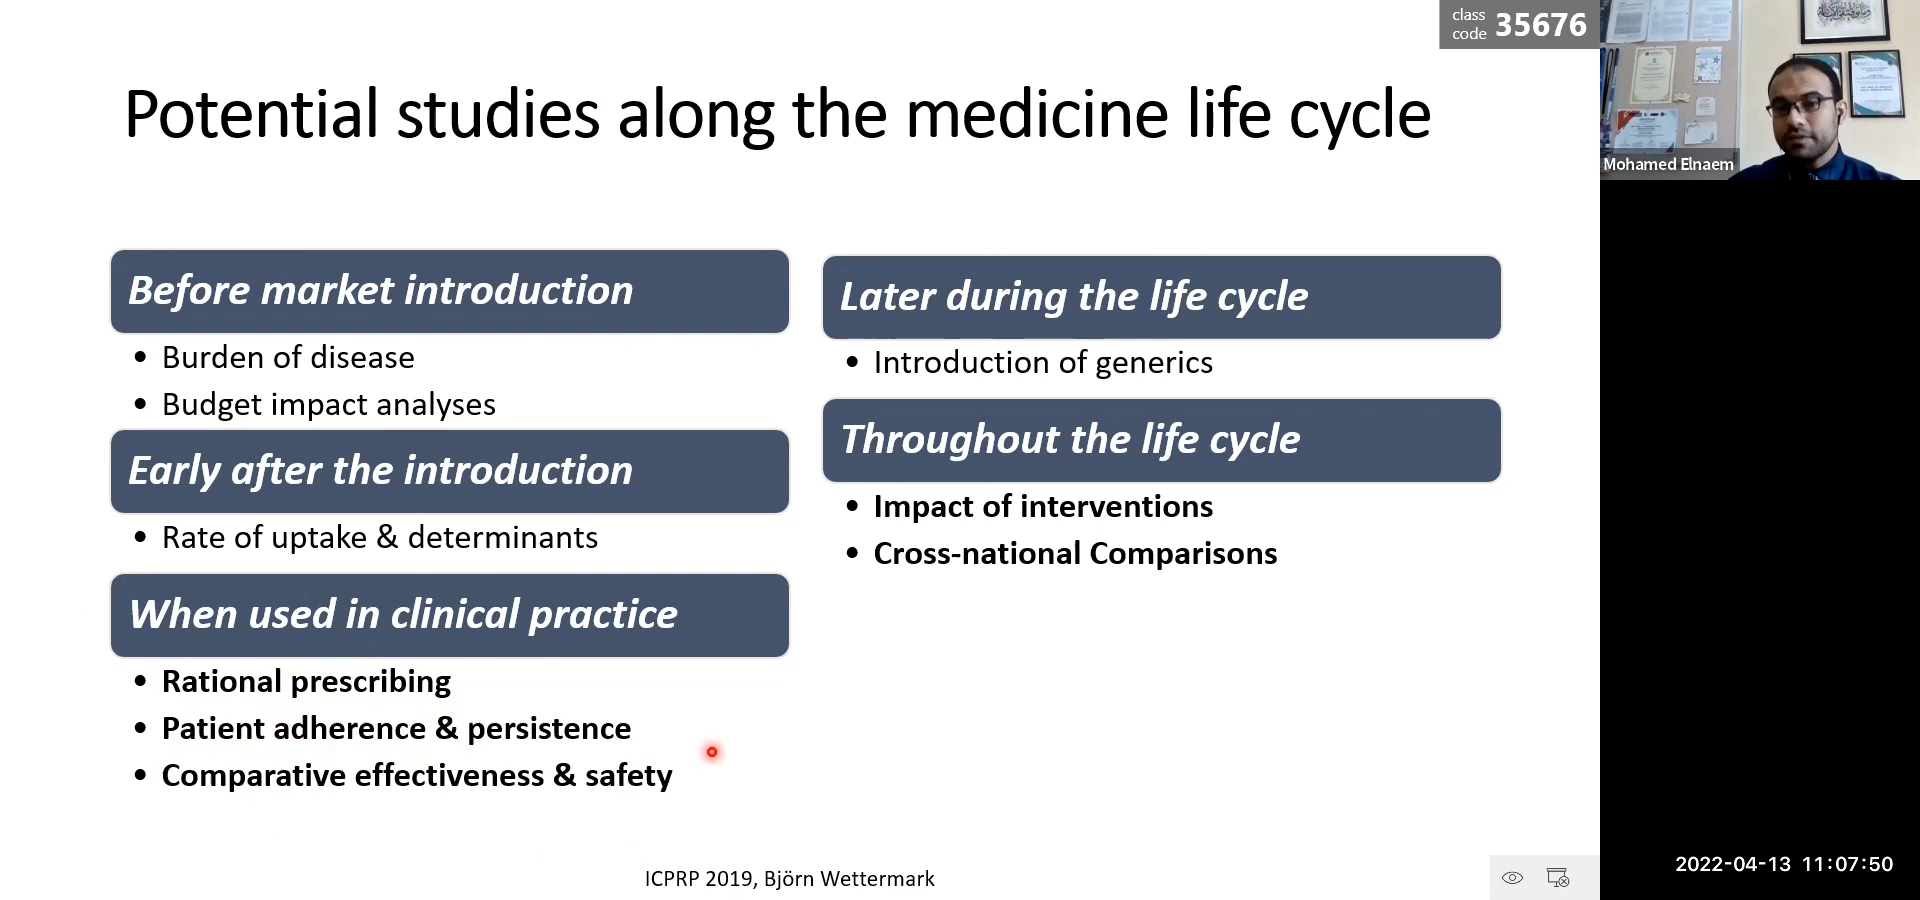 class
code 35676
Potential studies along the medicine life cycle
Before market introduction
• Burden of disease
• Budget impact analyses
Early after the introduction
• Rate of uptake & determinants
When used in clinical practice
• Rational prescribing
• Patient adherence & persistence
• Comparative effectiveness & safety
Later during the life cycle
• Introduction of generics
Throughout the life cycle
• Impact of interventions
• Cross-national Comparisons
ICPRP 2019, Björn Wettermark
Mohamed Elnaem
2022-04-13 11:07:50